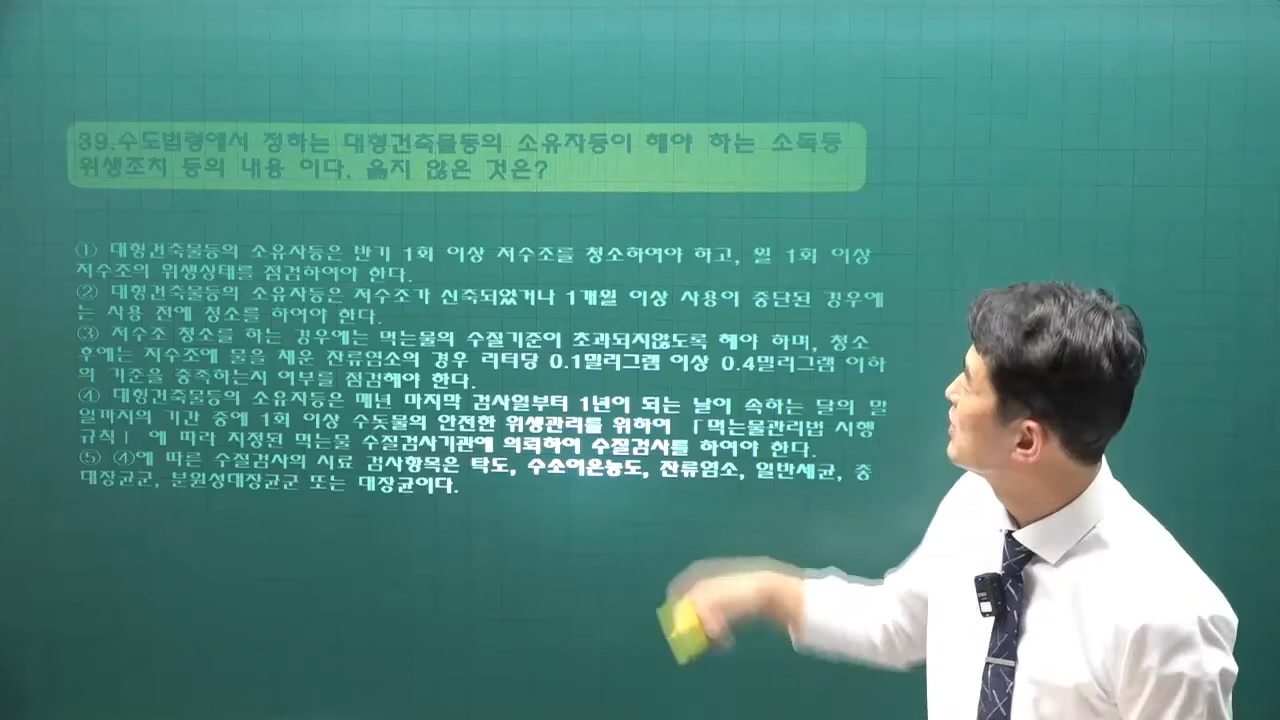 39.수도법령에서 정하는 대형건축물등의 소유자등이 해야 하는 소독등
위생조치 등의 내용 이다. 옳지 않은 것은?
① 대형건축물등의 소유자등은 반기 1회 이상 저수조를 청소하여야 하고, 월 1회 이상
저수조의 위생상태를 점검하여야 한다.
② 대형건축물등의 소유자등은 저수조가 신축되었거나 1개월 이상 사용이 중단된 경우에
는 사용 전에 청소를 하여야 한다.
③ 저수조 청소를 하는 경우에는 먹는물의 수질기준이 초과되지않도록 해야 하며, 청소
후에는 저수조에 물을 채운 잔류염소의 경우 리터당 0.1밀리그램 이상 0.4밀리그램 이하
의 기준을 충족하는지 여부를 점검해야 한다.
④ 대형건축물등의 소유자등은 매년 마지막 검사일부터 1년이 되는 날이 속하는 달의 말
일까지의 기간 중에 1회 이상 수돗물의 안전한 위생관리를 위하여 「먹는물관리법 시행
규칙」 에 따라 지정된 먹는물 수질검사기관에 의뢰하여 수질검사를 하여야 한다.
⑤ ④에 따른 수질검사의 시료 검사항목은 탁도, 수소이온농도, 잔류염소, 일반세균, 총
대장균군, 분원성대장균군 또는 대장균이다.